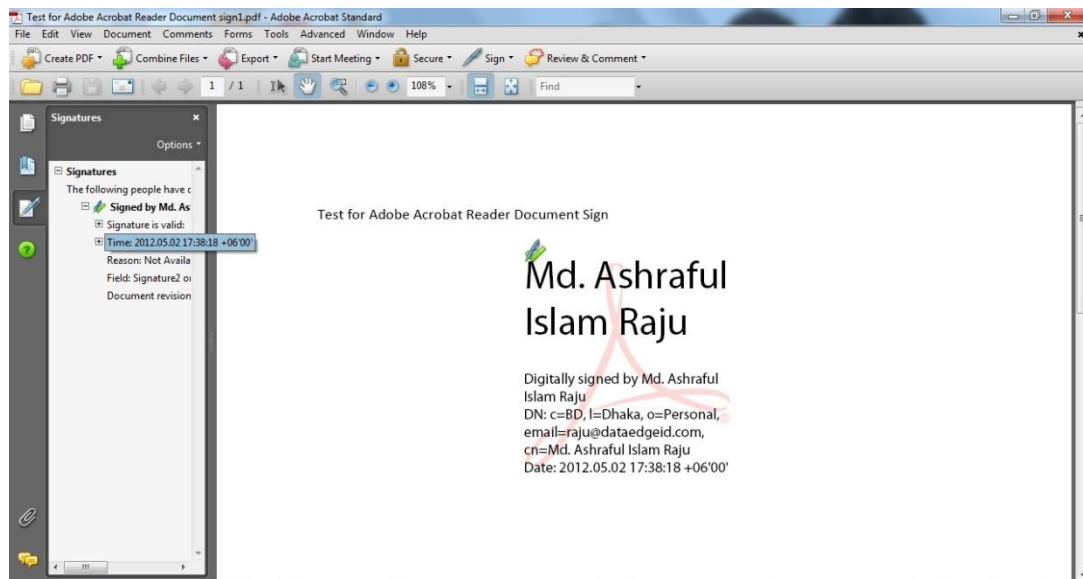 Test for Adobe Acrobat Reader Document sign1.pdf - Adobe Acrobat Standard
File Edit View Document Comments Forms Tools Advanced Window Help
Create PDF Combine Files Export Start Meeting Secure Sign Review & Comment
1 / 1 108% Find
Signatures
Options
Signatures
The following people have
Signed by Md. As
Signature is valid:
Time: 2012.05.02 17:38:18 +06'00'
Reason: Not Availa
Field: Signature2
Document revision
Test for Adobe Acrobat Reader Document Sign
Md. Ashraful
Islam Raju
Digitally signed by Md. Ashraful
Islam Raju
DN: c=BD, l=Dhaka, o=Personal,
email=raju@dataedgeid.com,
cn=Md. Ashraful Islam Raju
Date: 2012.05.02 17:38:18 +06'00'